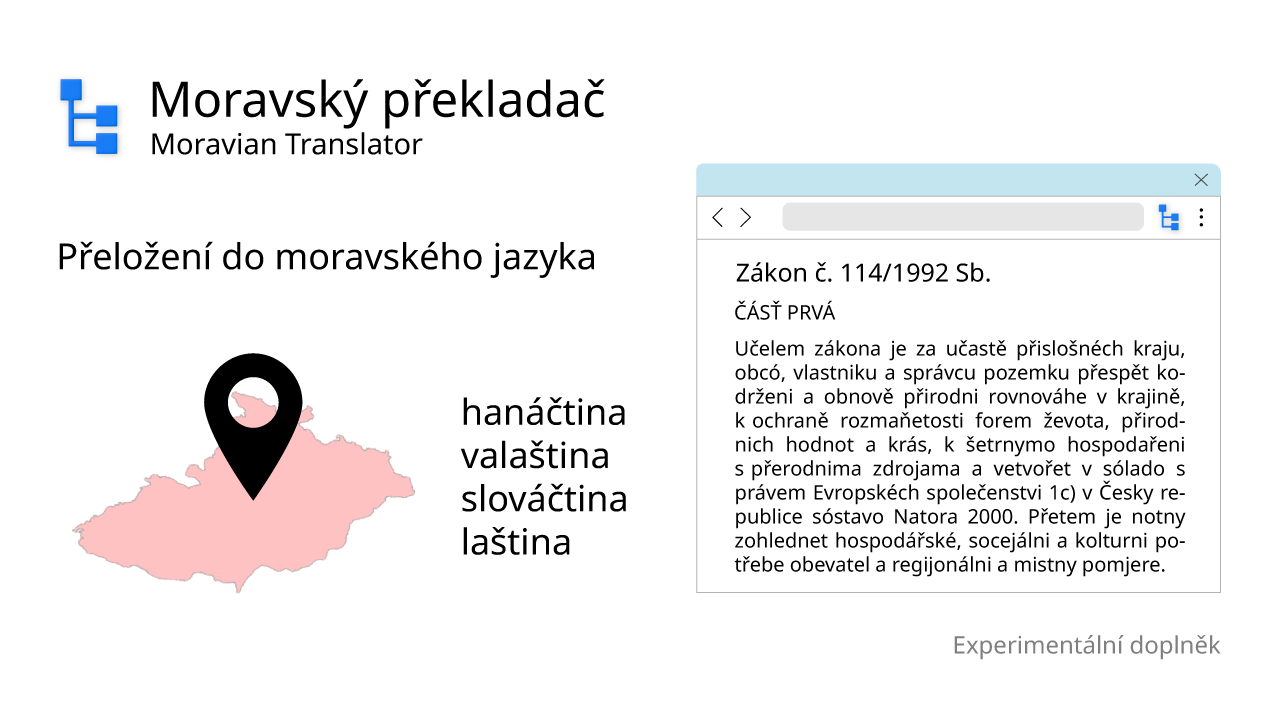 Moravský překladač
Moravian Translator
Přeložení do moravského jazyka
hanáčtina
valaština
slováčtina
laština
Zákon č. 114/1992 Sb.
ČÁSŤ PRVÁ
Učelem zákona je za učastě přislošnéch kraju,
obcó, vlastniku a správcu pozemku přespět ko-
drženi a obnově přirodni rovnováhe v krajině,
k ochraně rozmaňetosti forem ževota, přirod-
nich hodnot a krás, k šetrnymo hospodařeni
s přerodnima zdrojama a vetvořet v sólado s
právem Evropskéch společenstvi 1c) v Česky re-
publice sóstavo Natora 2000. Přetem je notny
zohlednet hospodářské, socejálni a kolturni po-
třebe obevatel a regijonálni a mistny pomjere.
Experimentální doplněk